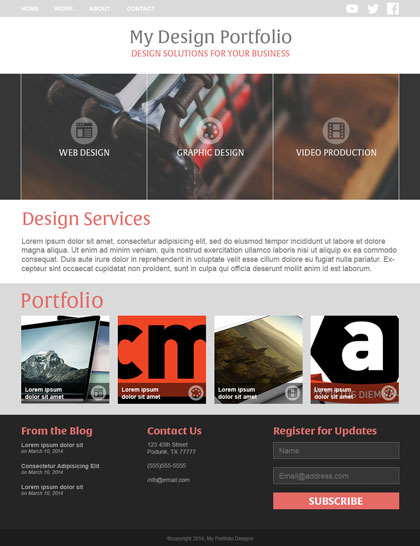 HOME WORK ABOUT CONTACT
My Design Portfolio
DESIGN SOLUTIONS FOR YOUR BUSINESS
WEB DESIGN GRAPHIC DESIGN VIDEO PRODUCTION
Design Services
Lorem ipsum dolor sit amet, consectetur adipisicing elit, sed do eiusmod tempor incididunt ut labore et dolore
magna aliqua. Ut enim ad minim veniam, quis nostrud exercitation ullamco laboris nisi ut aliquip ex ea commodo
consequat. Duis aute irure dolor in reprehenderit in voluptate velit esse cillum dolore eu fugiat nulla pariatur. Ex-
cepteur sint occaecat cupidatat non proident, sunt in culpa qui officia deserunt mollit anim id est laborum.
Portfolio
cm
a
DIEM
Lorem ipsum
dolor sit amet
Lorem ipsum
dolor sit amet
Lorem ipsum
dolor sit amet
Lorem ipsum
dolor sit amet
From the Blog
Lorem ipsum dolor sit
on March 10, 2014
Consectetur Adipisicing Elit
on March 10, 2014
Lorem ipsum dolor sit
on March 10, 2014
Contact Us
123 45th Street
Podunk, TX 77777
(555)555-5555
info@email.com
Register for Updates
Name
Email@address.com
SUBSCRIBE
©copyright 2014, My Portfolio Designs